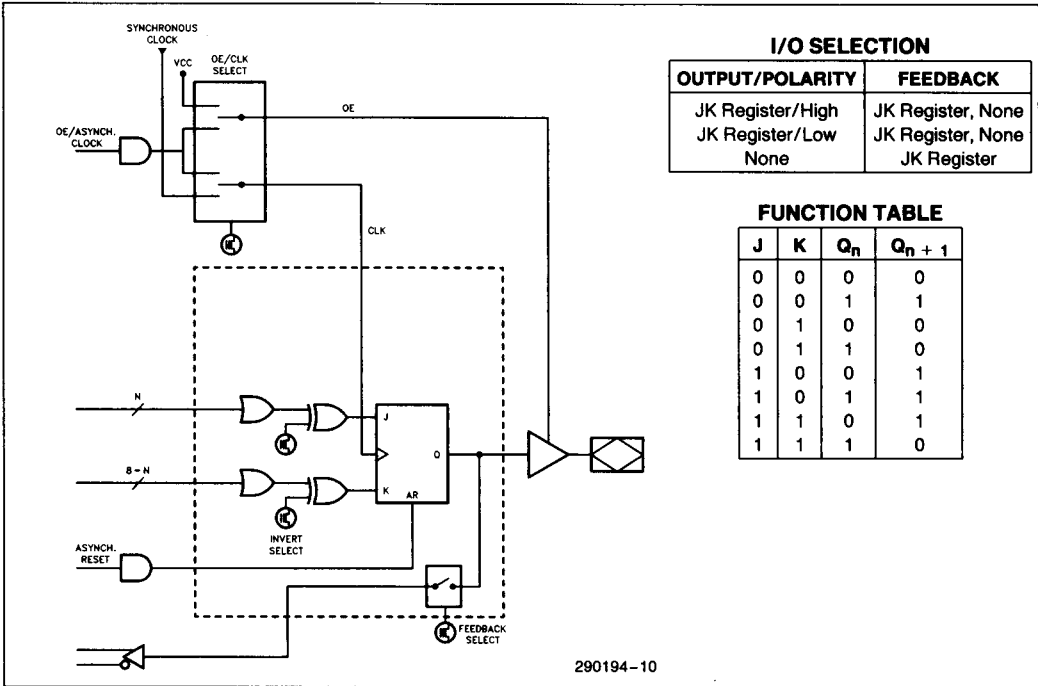 SYNCHRONOUS
CLOCK
VCC
OE/CLK
SELECT
OE
OE/ASYNCH.
CLOCK
CLK
N
J
Q
8-N
K
AR
INVERT
SELECT
ASYNCH.
RESET
FEEDBACK
SELECT
I/O SELECTION
OUTPUT/POLARITY FEEDBACK
JK Register/High JK Register, None
JK Register/Low JK Register, None
None JK Register
FUNCTION TABLE
J K Qn Qn + 1
0 0 0 0
0 0 1 1
0 1 0 0
0 1 1 0
1 0 0 1
1 0 1 1
1 1 0 1
1 1 1 0
290194-10